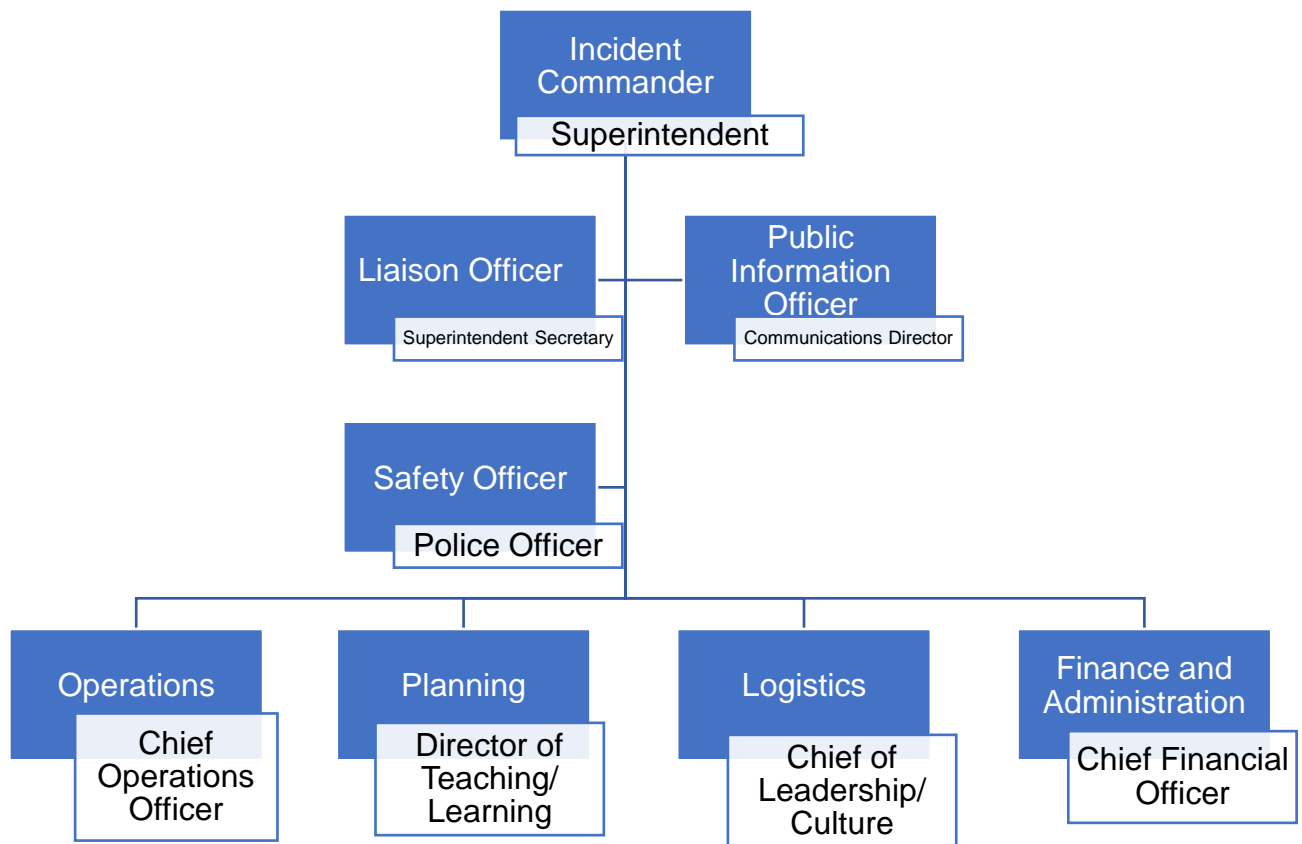 Incident
Commander
Superintendent
Liaison Officer
Superintendent Secretary
Public
Information
Officer
Communications Director
Safety Officer
Police Officer
Operations
Chief
Operations
Officer
Planning
Director of
Teaching/
Learning
Logistics
Chief of
Leadership/
Culture
Finance and
Administration
Chief Financial
Officer